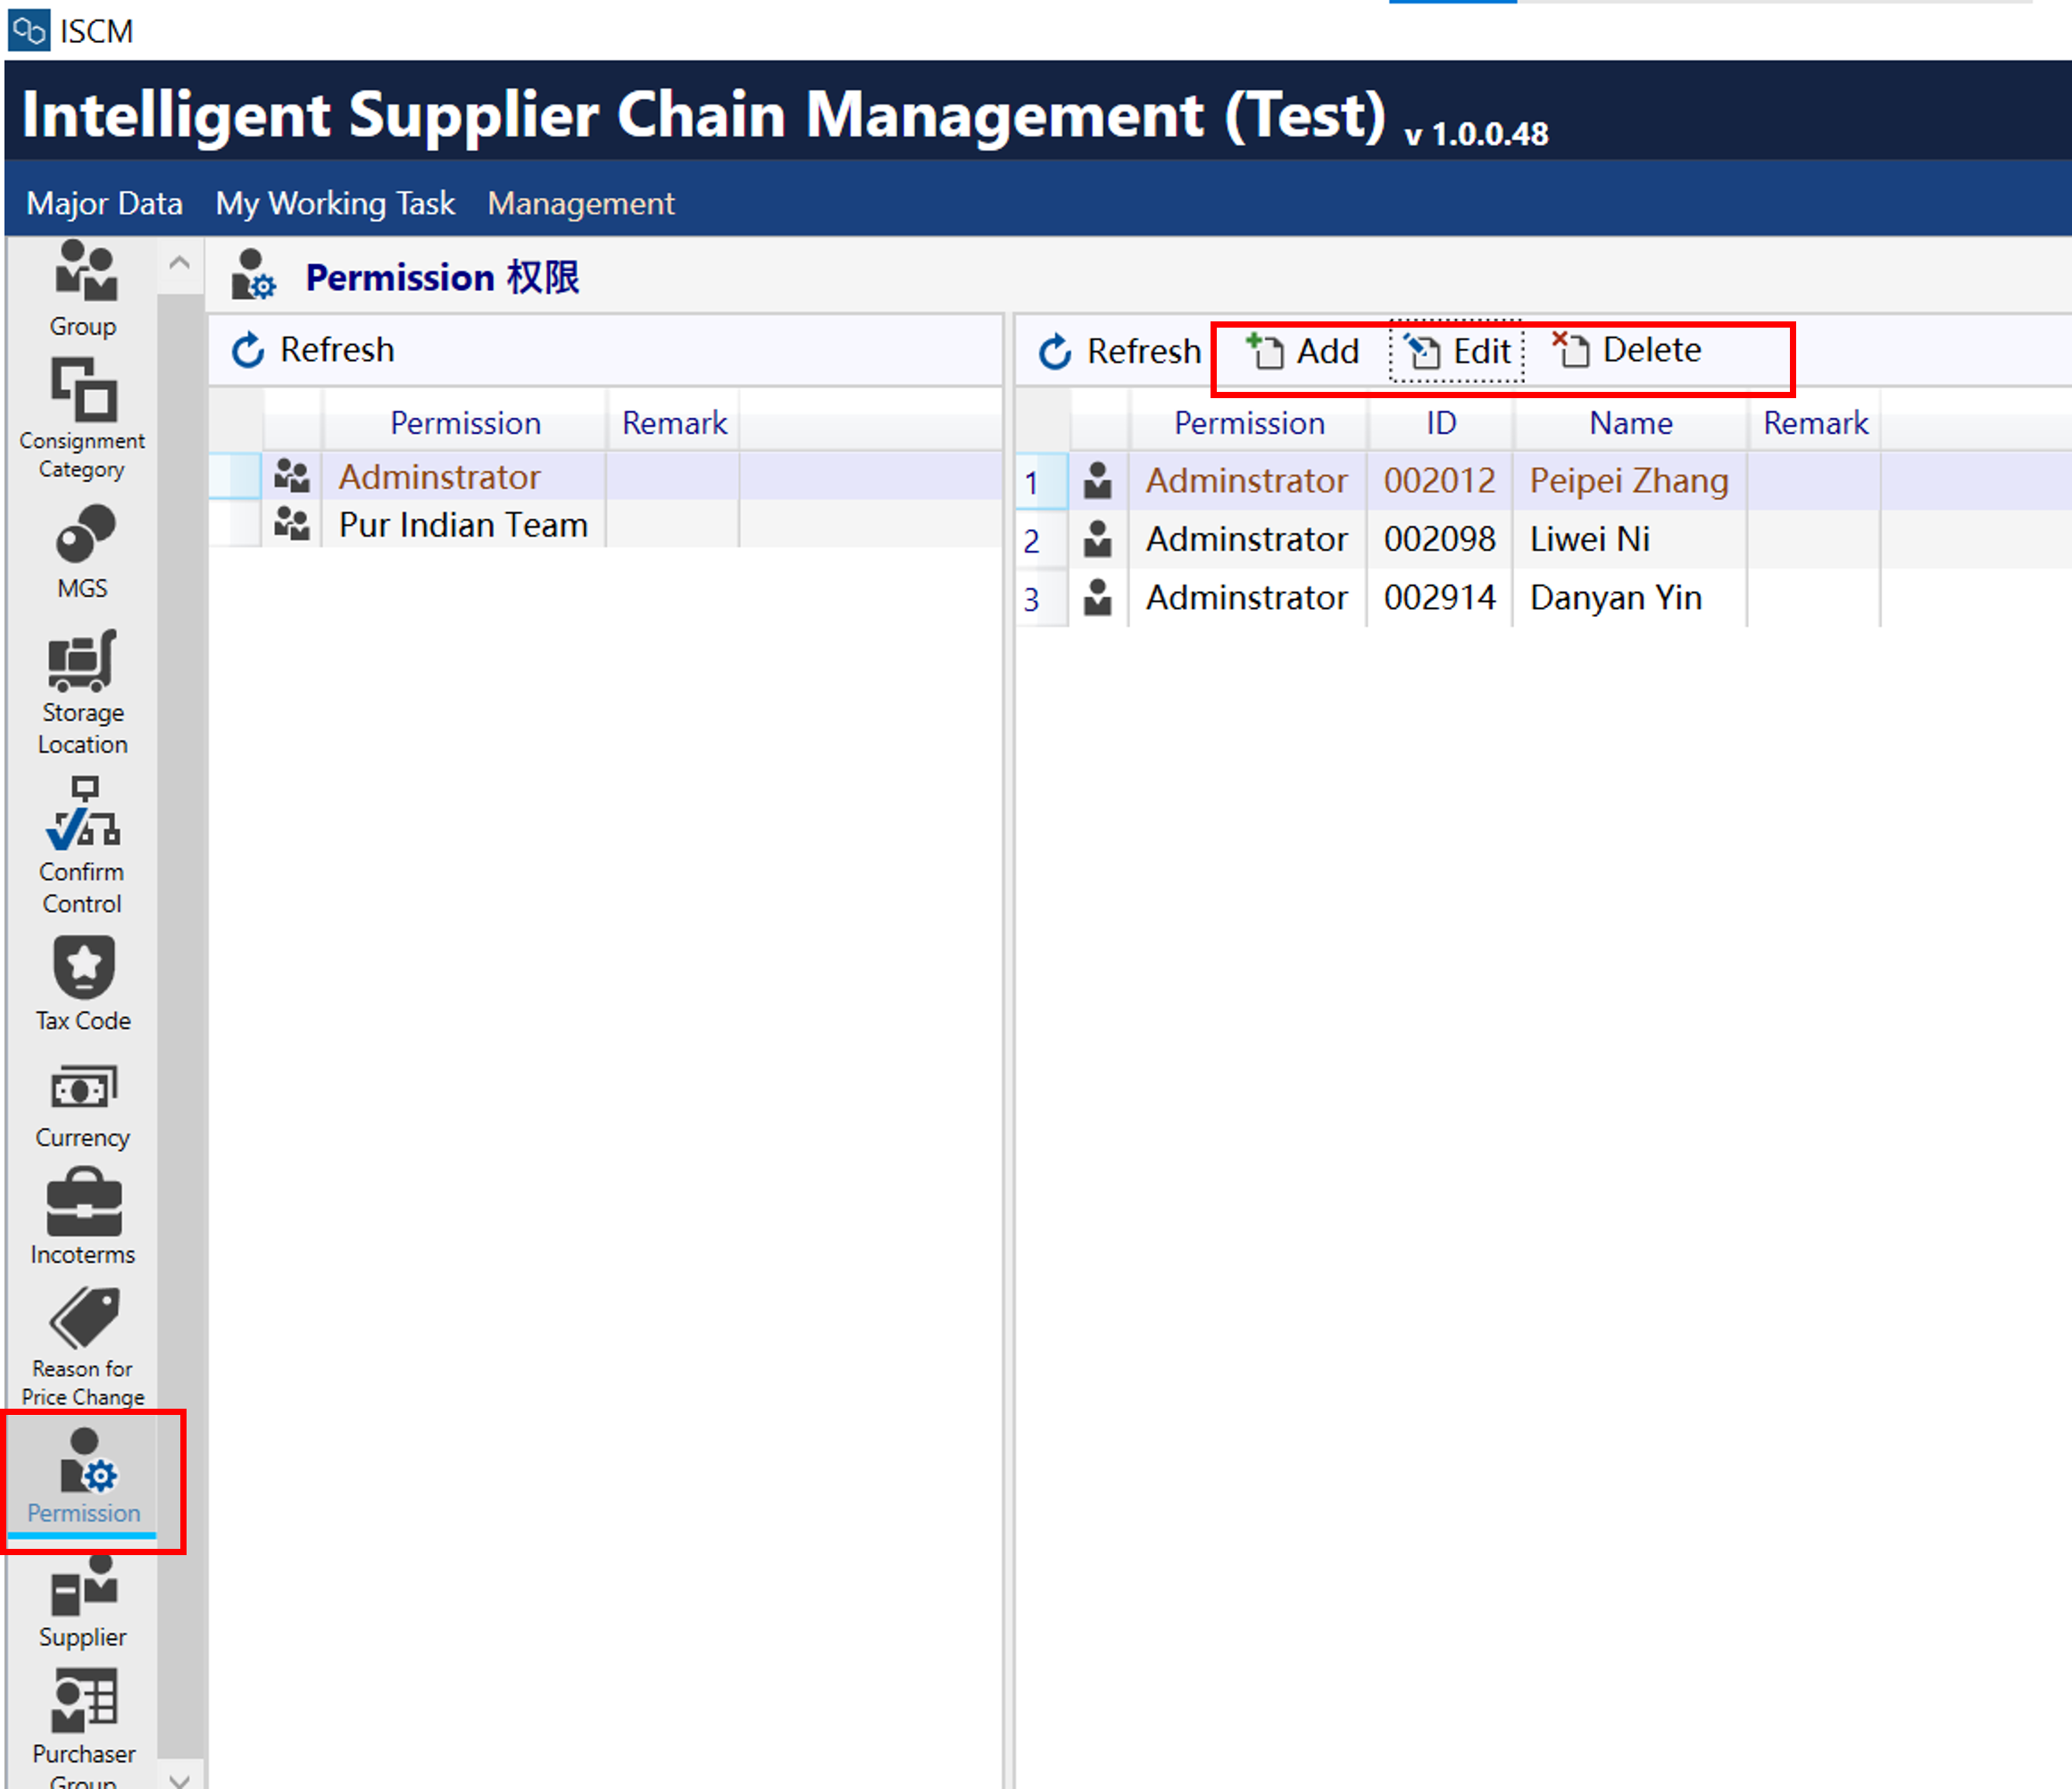 ISCM
Intelligent Supplier Chain Management (Test) v 1.0.0.48
Major Data My Working Task Management
Group
Consignment
Category
MGS
Storage
Location
Confirm
Control
Tax Code
Currency
Incoterms
Reason for
Price Change
Permission
Supplier
Purchaser
Group
Permission 权限
Refresh
Permission Remark
Adminstrator
Pur Indian Team
Refresh Add Edit Delete
Permission ID Name Remark
1 Adminstrator 002012 Peipei Zhang
2 Adminstrator 002098 Liwei Ni
3 Adminstrator 002914 Danyan Yin